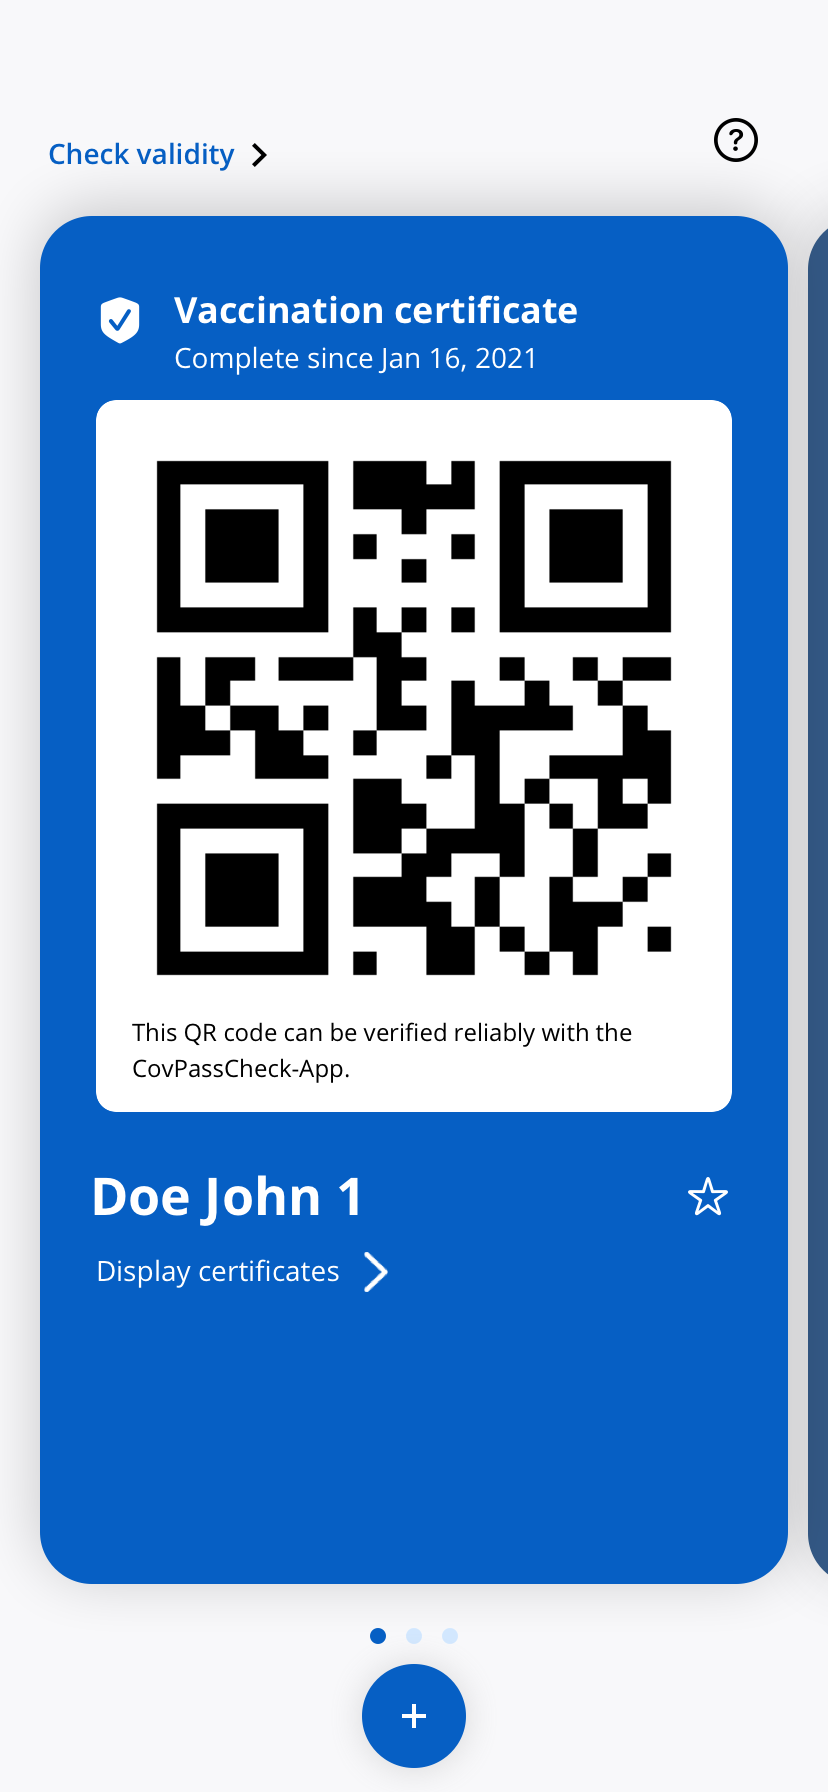 Check validity
Vaccination certificate
Complete since Jan 16, 2021
This QR code can be verified reliably with the
CovPassCheck-App.
Doe John 1
Display certificates